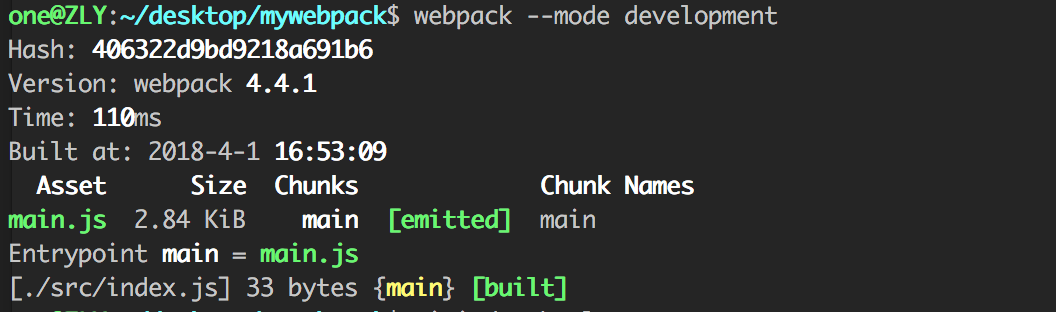 one@ZLY:~/desktop/mywebpack$ webpack --mode development
Hash: 406322d9bd9218a691b6
Version: webpack 4.4.1
Time: 110ms
Built at: 2018-4-1 16:53:09
  Asset      Size  Chunks             Chunk Names
main.js  2.84 KiB    main  [emitted]  main
Entrypoint main = main.js
[./src/index.js] 33 bytes {main} [built]